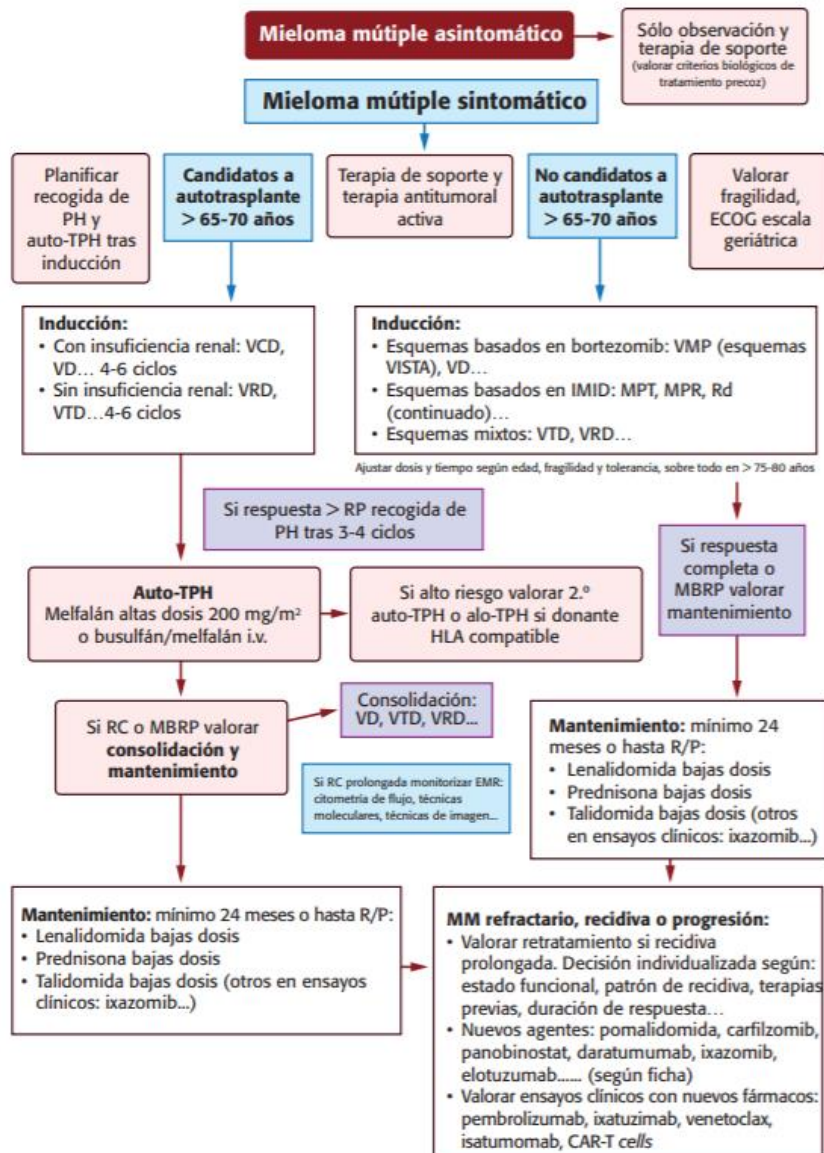 Mieloma mútiple asintomático
Sólo observación y
terapia de soporte
(valorar criterios biológicos de
tratamiento precoz)
Mieloma mútiple sintomático
Planificar
recogida de
PH y
auto-TPH tras
inducción
Candidatos a
autotrasplante
> 65-70 años
Terapia de soporte y
terapia antitumoral
activa
No candidatos a
autotrasplante
> 65-70 años
Valorar
fragilidad,
ECOG escala
geriátrica
Inducción:
• Con insuficiencia renal: VCD,
VD... 4-6 ciclos
• Sin insuficiencia renal: VRD,
VTD...4-6 ciclos
Inducción:
• Esquemas basados en bortezomib: VMP (esquemas
VISTA), VD...
• Esquemas basados en IMID: MPT, MPR, Rd
(continuado)...
• Esquemas mixtos: VTD, VRD...
Ajustar dosis y tiempo según edad, fragilidad y tolerancia, sobre todo en > 75-80 años
Si respuesta > RP recogida de
PH tras 3-4 ciclos
Si respuesta
completa o
MBRP valorar
mantenimiento
Auto-TPH
Melfalán altas dosis 200 mg/m²
o busulfán/melfalán i.v.
Si alto riesgo valorar 2.º
auto-TPH o alo-TPH si donante
HLA compatible
Si RC o MBRP valorar
consolidación y
mantenimiento
Consolidación:
VD, VTD, VRD...
Si RC prolongada monitorizar EMR:
citometría de flujo, técnicas
moleculares, técnicas de imagen...
Mantenimiento: mínimo 24
meses o hasta R/P:
• Lenalidomida bajas dosis
• Prednisona bajas dosis
• Talidomida bajas dosis (otros
en ensayos clínicos: ixazomib...)
Mantenimiento: mínimo 24 meses o hasta R/P:
• Lenalidomida bajas dosis
• Prednisona bajas dosis
• Talidomida bajas dosis (otros en ensayos
clínicos: ixazomib...)
MM refractario, recidiva o progresión:
• Valorar retratamiento si recidiva
prolongada. Decisión individualizada según:
estado funcional, patrón de recidiva, terapias
previas, duración de respuesta...
• Nuevos agentes: pomalidomida, carfilzomib,
panobinostat, daratumumab, ixazomib,
elotuzumab...... (según ficha)
• Valorar ensayos clínicos con nuevos fármacos:
pembrolizumab, ixatuzimab, venetoclax,
isatumomab, CAR-T cells